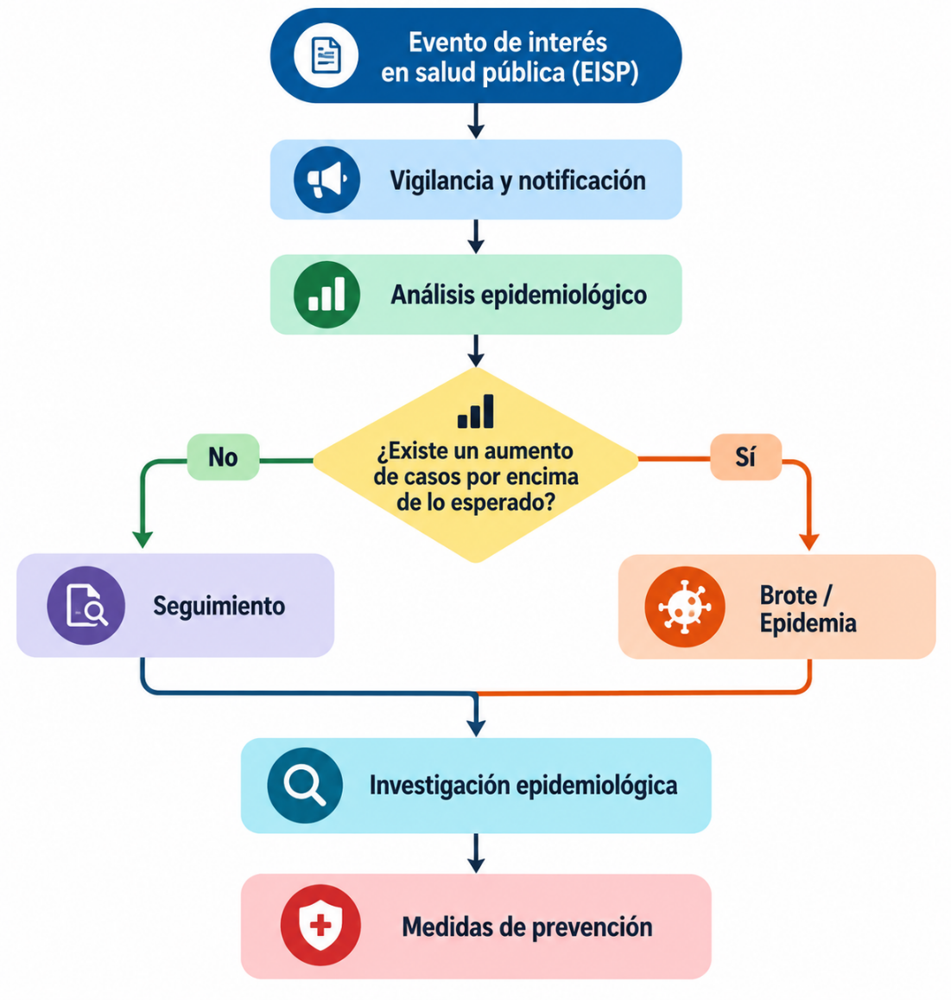 Evento de interés
en salud pública (EISP)
Vigilancia y notificación
Análisis epidemiológico
¿Existe un aumento
de casos por encima
de lo esperado?
No
Sí
Seguimiento
Brote /
Epidemia
Investigación epidemiológica
Medidas de prevención